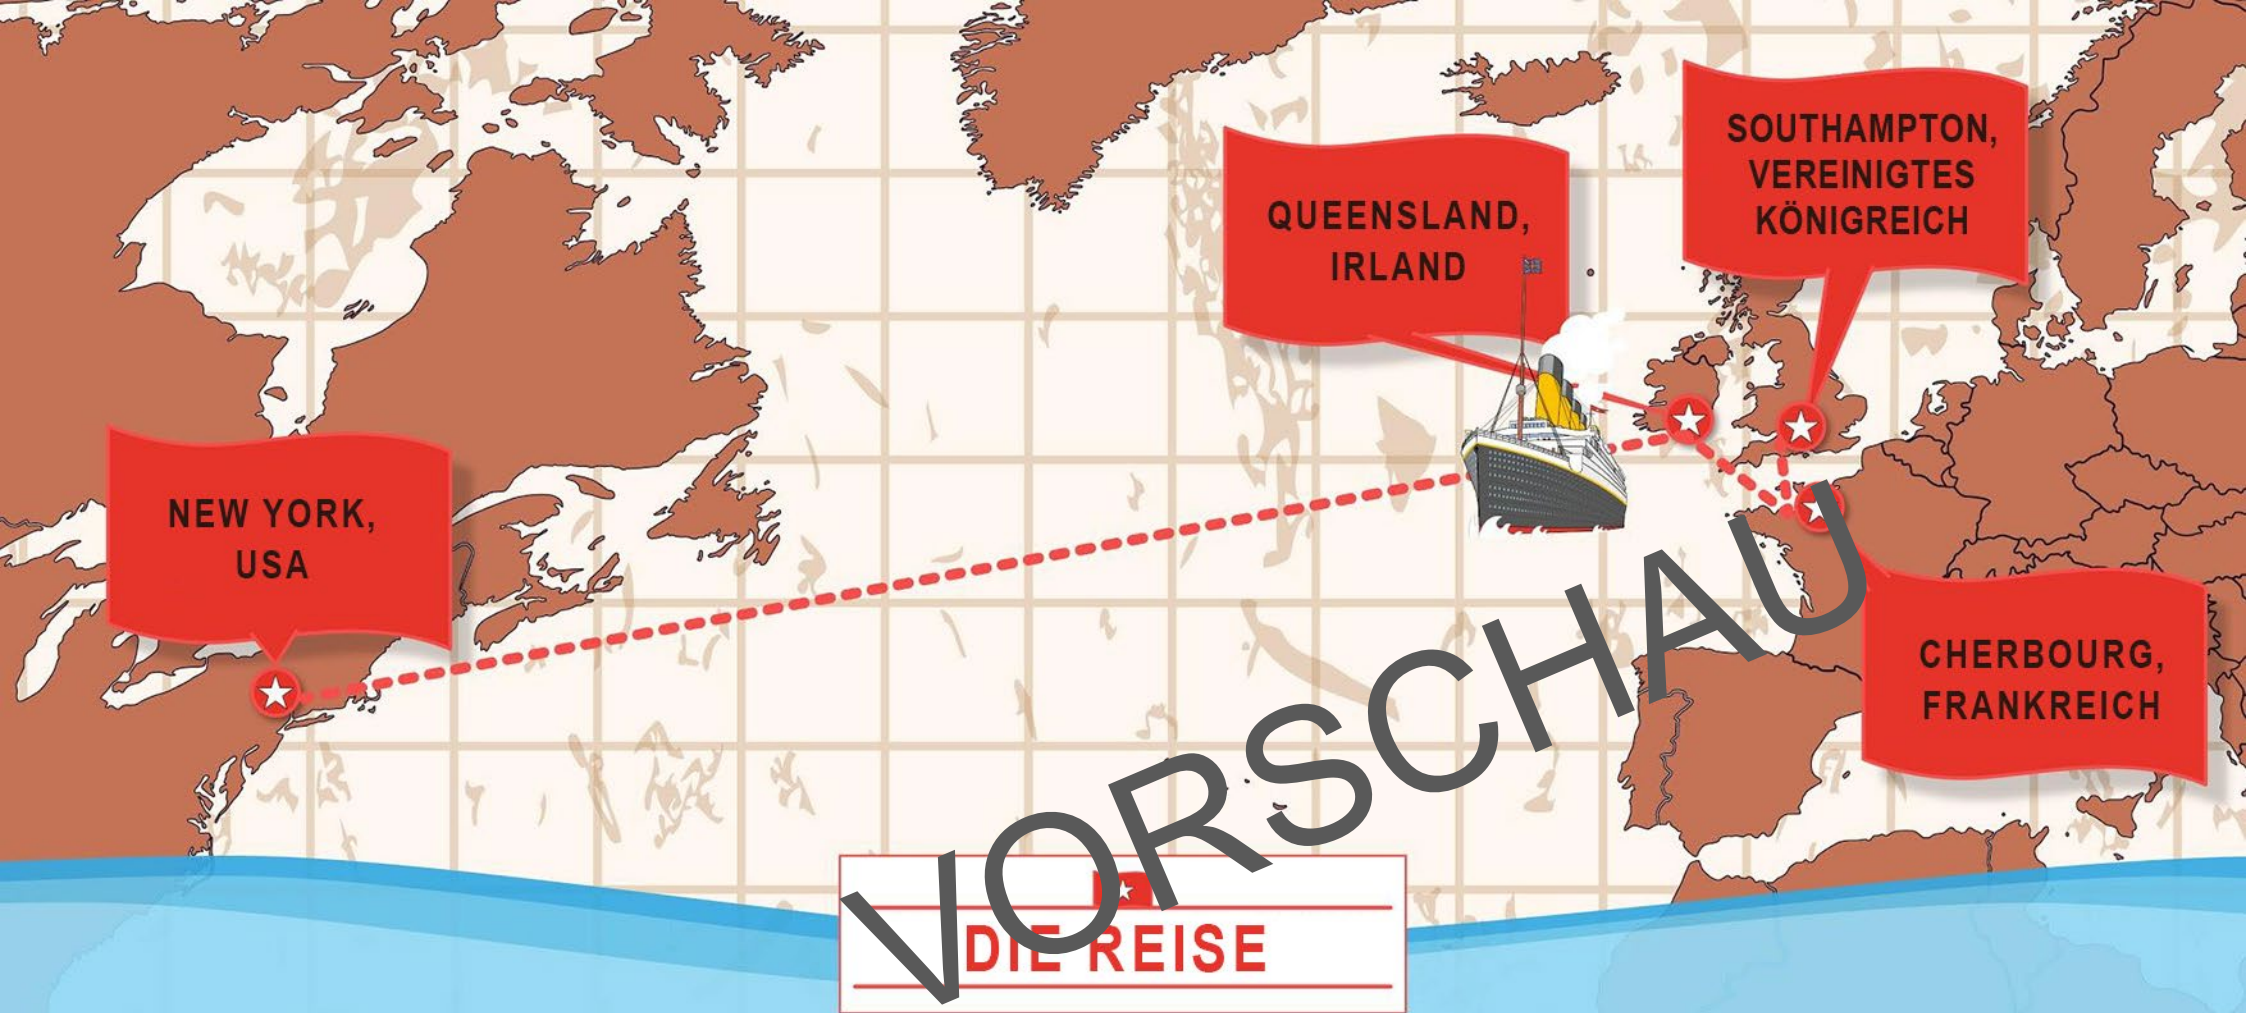 SOUTHAMPTON,
VEREINIGTES
KÖNIGREICH
QUEENSLAND,
IRLAND
NEW YORK,
USA
CHERBOURG,
FRANKREICH
VORSCHAU
DIE REISE